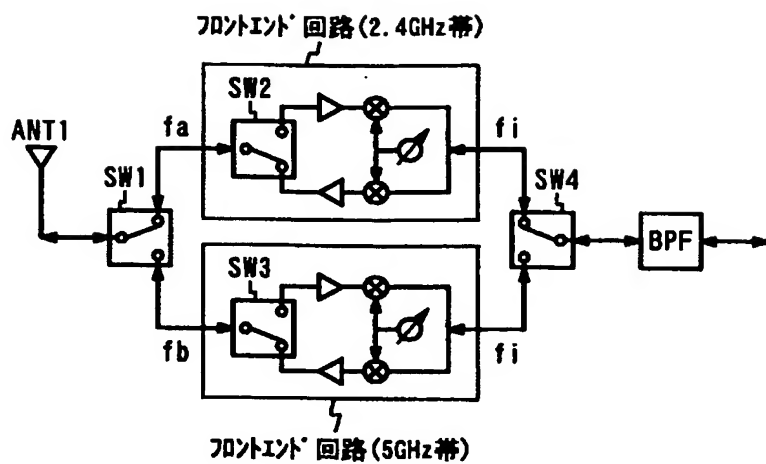 フロントエンド回路(2.4GHz帯)
SW2
fa
fi
ANT1
SW1
SW4
BPF
SW3
fb
fi
フロントエンド回路(5GHz帯)